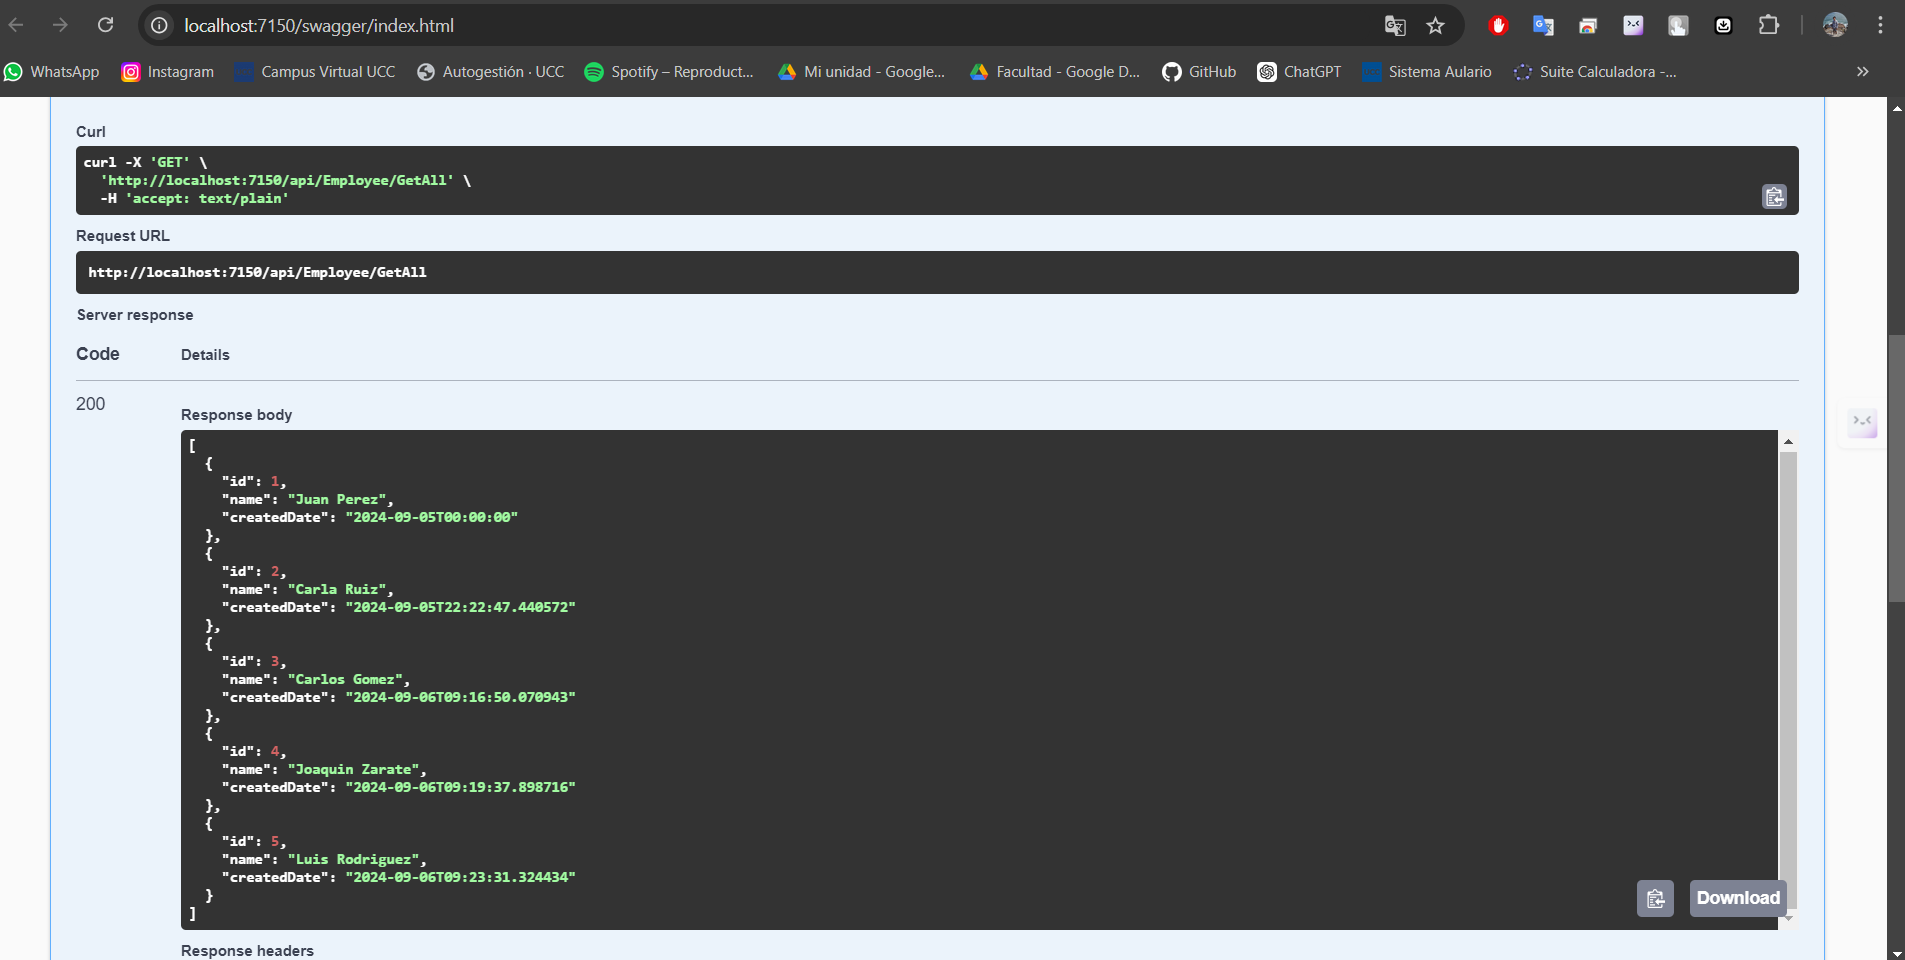 localhost:7150/swagger/index.html
WhatsApp Instagram Campus Virtual UCC Autogestión · UCC Spotify – Reproduct... Mi unidad - Google... Facultad - Google D... GitHub ChatGPT Sistema Aulario Suite Calculadora -...
Curl
curl -X 'GET' \
  'http://localhost:7150/api/Employee/GetAll' \
  -H 'accept: text/plain'
Request URL
http://localhost:7150/api/Employee/GetAll
Server response
Code Details
200
Response body
[
  {
    "id": 1,
    "name": "Juan Perez",
    "createdDate": "2024-09-05T00:00:00"
  },
  {
    "id": 2,
    "name": "Carla Ruiz",
    "createdDate": "2024-09-05T22:22:47.440572"
  },
  {
    "id": 3,
    "name": "Carlos Gomez",
    "createdDate": "2024-09-06T09:16:50.070943"
  },
  {
    "id": 4,
    "name": "Joaquin Zarate",
    "createdDate": "2024-09-06T09:19:37.898716"
  },
  {
    "id": 5,
    "name": "Luis Rodriguez",
    "createdDate": "2024-09-06T09:23:31.324434"
  }
]
Download
Response headers